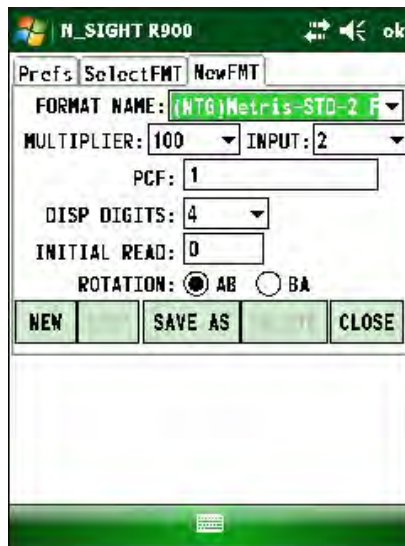 N_SIGHT R900 ok
Prefs SelectFMT NewFMT
FORMAT NAME: (NTG)Metris-STD-2 F
MULTIPLIER: 100 INPUT: 2
PCF: 1
DISP DIGITS: 4
INITIAL READ: 0
ROTATION: AB BA
NEW SAVE AS CLOSE